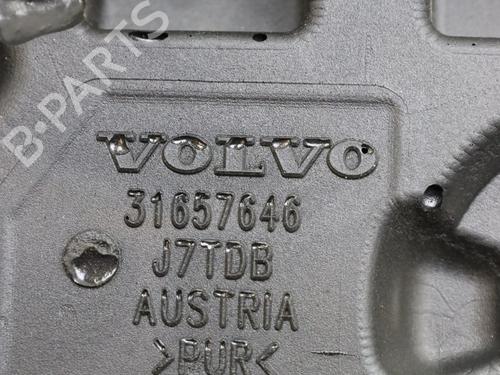 B-PARTS
VOLVO
31657646
J7TDB
AUSTRIA
>PUR<